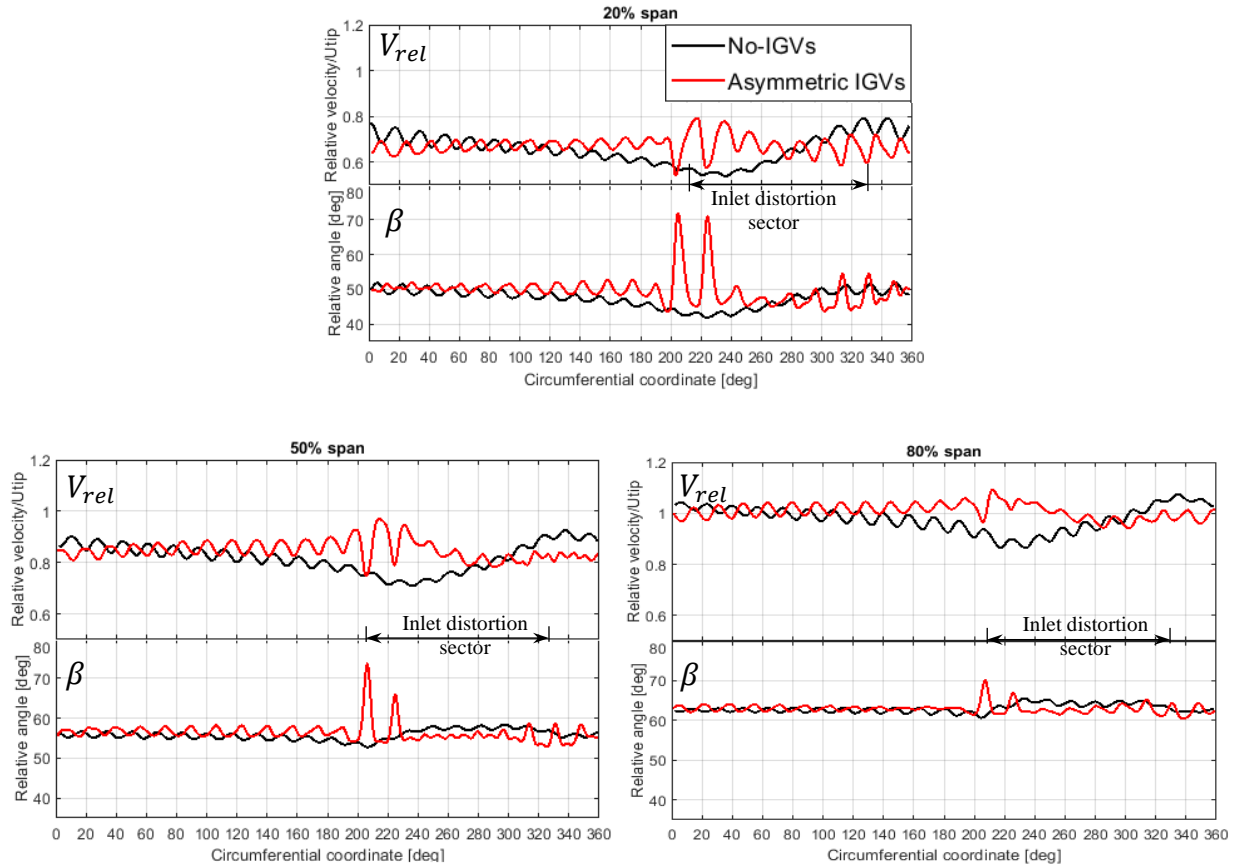 20% span
1.2
V_rel
No-IGVs
1
Asymmetric IGVs
0.8
0.6
Relative velocity/Utip
Inlet distortion
sector
80
β
70
60
50
40
Relative angle [deg]
0 20 40 60 80 100 120 140 160 180 200 220 240 260 280 300 320 340 360
Circumferential coordinate [deg]
50% span
1.2
V_rel
1
0.8
0.6
Relative velocity/Utip
Inlet distortion
sector
80
β
70
60
50
40
Relative angle [deg]
0 20 40 60 80 100 120 140 160 180 200 220 240 260 280 300 320 340 360
Circumferential coordinate [deg]
80% span
1.2
V_rel
1
0.8
0.6
Relative velocity/Utip
Inlet distortion
sector
80
β
70
60
50
40
Relative angle [deg]
0 20 40 60 80 100 120 140 160 180 200 220 240 260 280 300 320 340 360
Circumferential coordinate [deg]